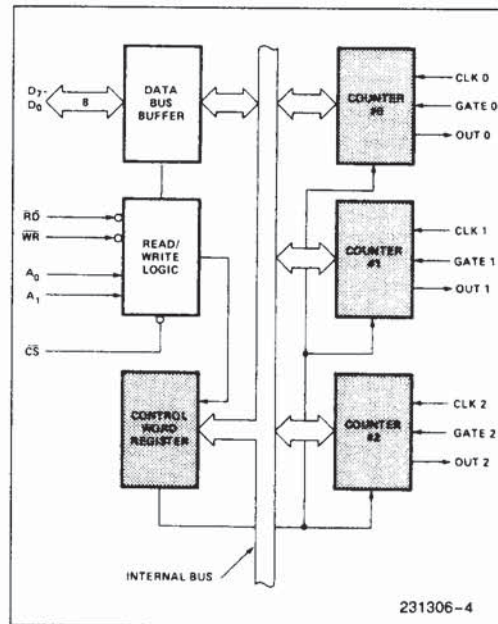 D7-
D0
8
DATA
BUS
BUFFER
RD
WR
A0
A1
CS
READ/
WRITE
LOGIC
CONTROL
WORD
REGISTER
INTERNAL BUS
COUNTER
#0
CLK 0
GATE 0
OUT 0
COUNTER
#1
CLK 1
GATE 1
OUT 1
COUNTER
#2
CLK 2
GATE 2
OUT 2
231306-4